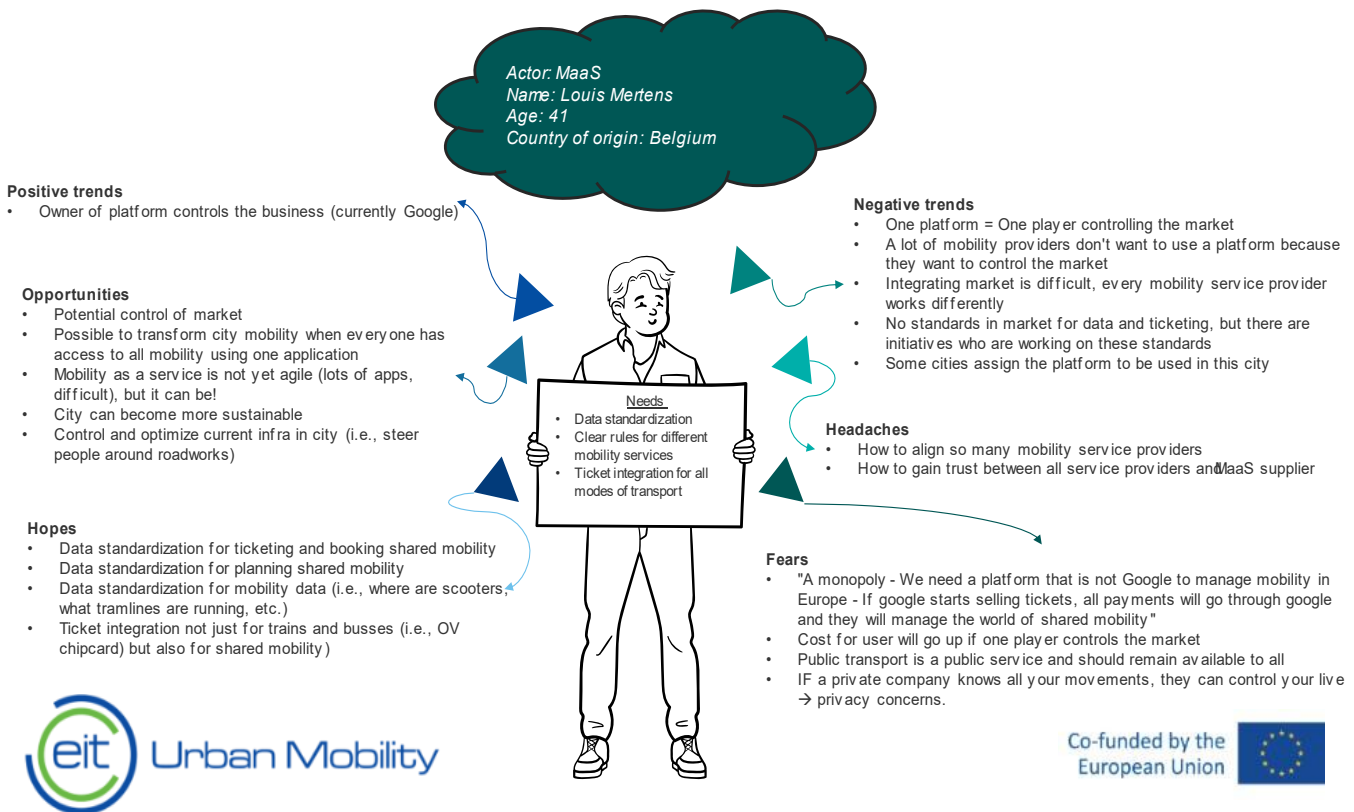 Actor: MaaS
Name: Louis Mertens
Age: 41
Country of origin: Belgium
Positive trends
• Owner of platform controls the business (currently Google)
Opportunities
• Potential control of market
• Possible to transform city mobility when everyone has
access to all mobility using one application
• Mobility as a service is not yet agile (lots of apps,
difficult), but it can be!
• City can become more sustainable
• Control and optimize current infra in city (i.e., steer
people around roadworks)
Hopes
• Data standardization for ticketing and booking shared mobility
• Data standardization for planning shared mobility
• Data standardization for mobility data (i.e., where are scooters,
what tramlines are running, etc.)
• Ticket integration not just for trains and busses (i.e., OV
chipcard) but also for shared mobility)
Needs
• Data standardization
• Clear rules for different
mobility services
• Ticket integration for all
modes of transport
Negative trends
• One platform = One player controlling the market
• A lot of mobility providers don't want to use a platform because
they want to control the market
• Integrating market is difficult, every mobility service provider
works differently
• No standards in market for data and ticketing, but there are
initiatives who are working on these standards
• Some cities assign the platform to be used in this city
Headaches
• How to align so many mobility service providers
• How to gain trust between all service providers and MaaS supplier
Fears
• "A monopoly - We need a platform that is not Google to manage mobility in
Europe - If google starts selling tickets, all payments will go through google
and they will manage the world of shared mobility"
• Cost for user will go up if one player controls the market
• Public transport is a public service and should remain available to all
• IF a private company knows all your movements, they can control your live
→ privacy concerns.
eit Urban Mobility
Co-funded by the
European Union